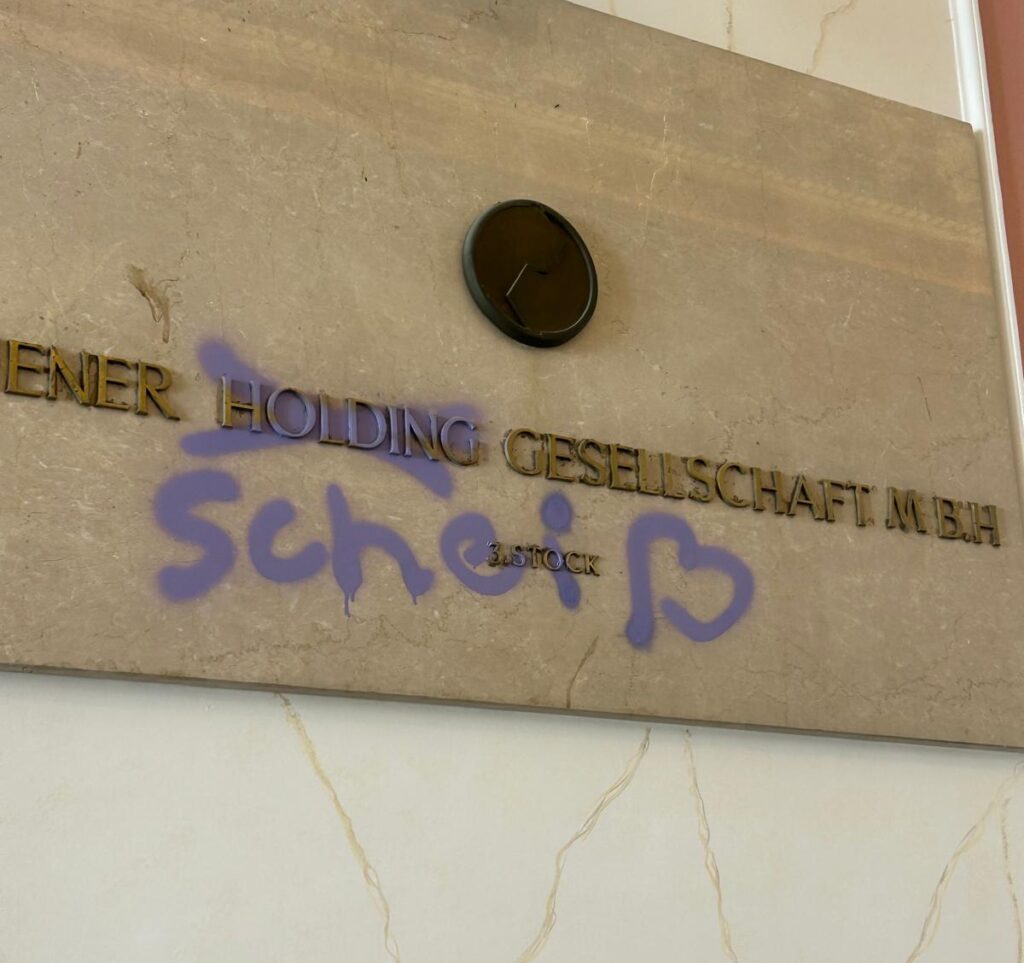 ENER HOLDING GESELLSCHAFT M.B.H
scheiß
3.STOCK